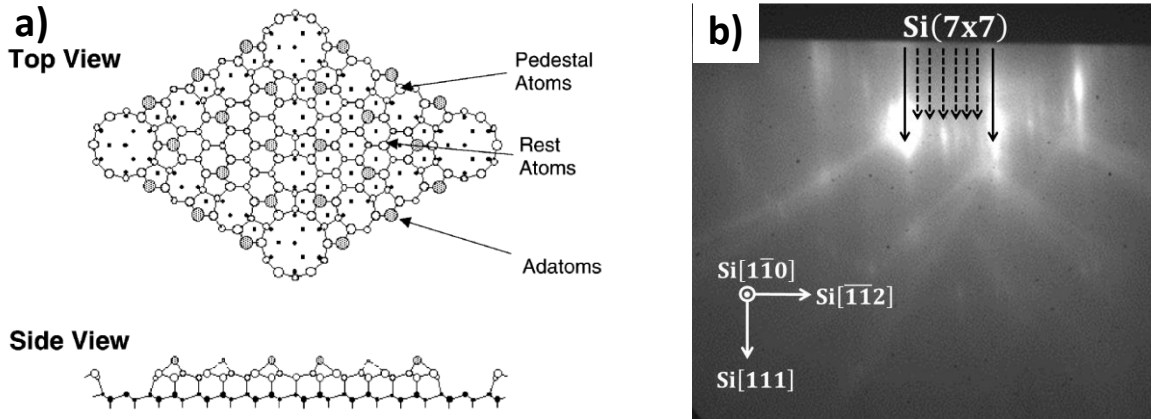 a)
Top View
Pedestal
Atoms
Rest
Atoms
Adatoms
Side View
b)
Si(7x7)
Si[11̅0]
Si[1̅1̅2]
Si[111]